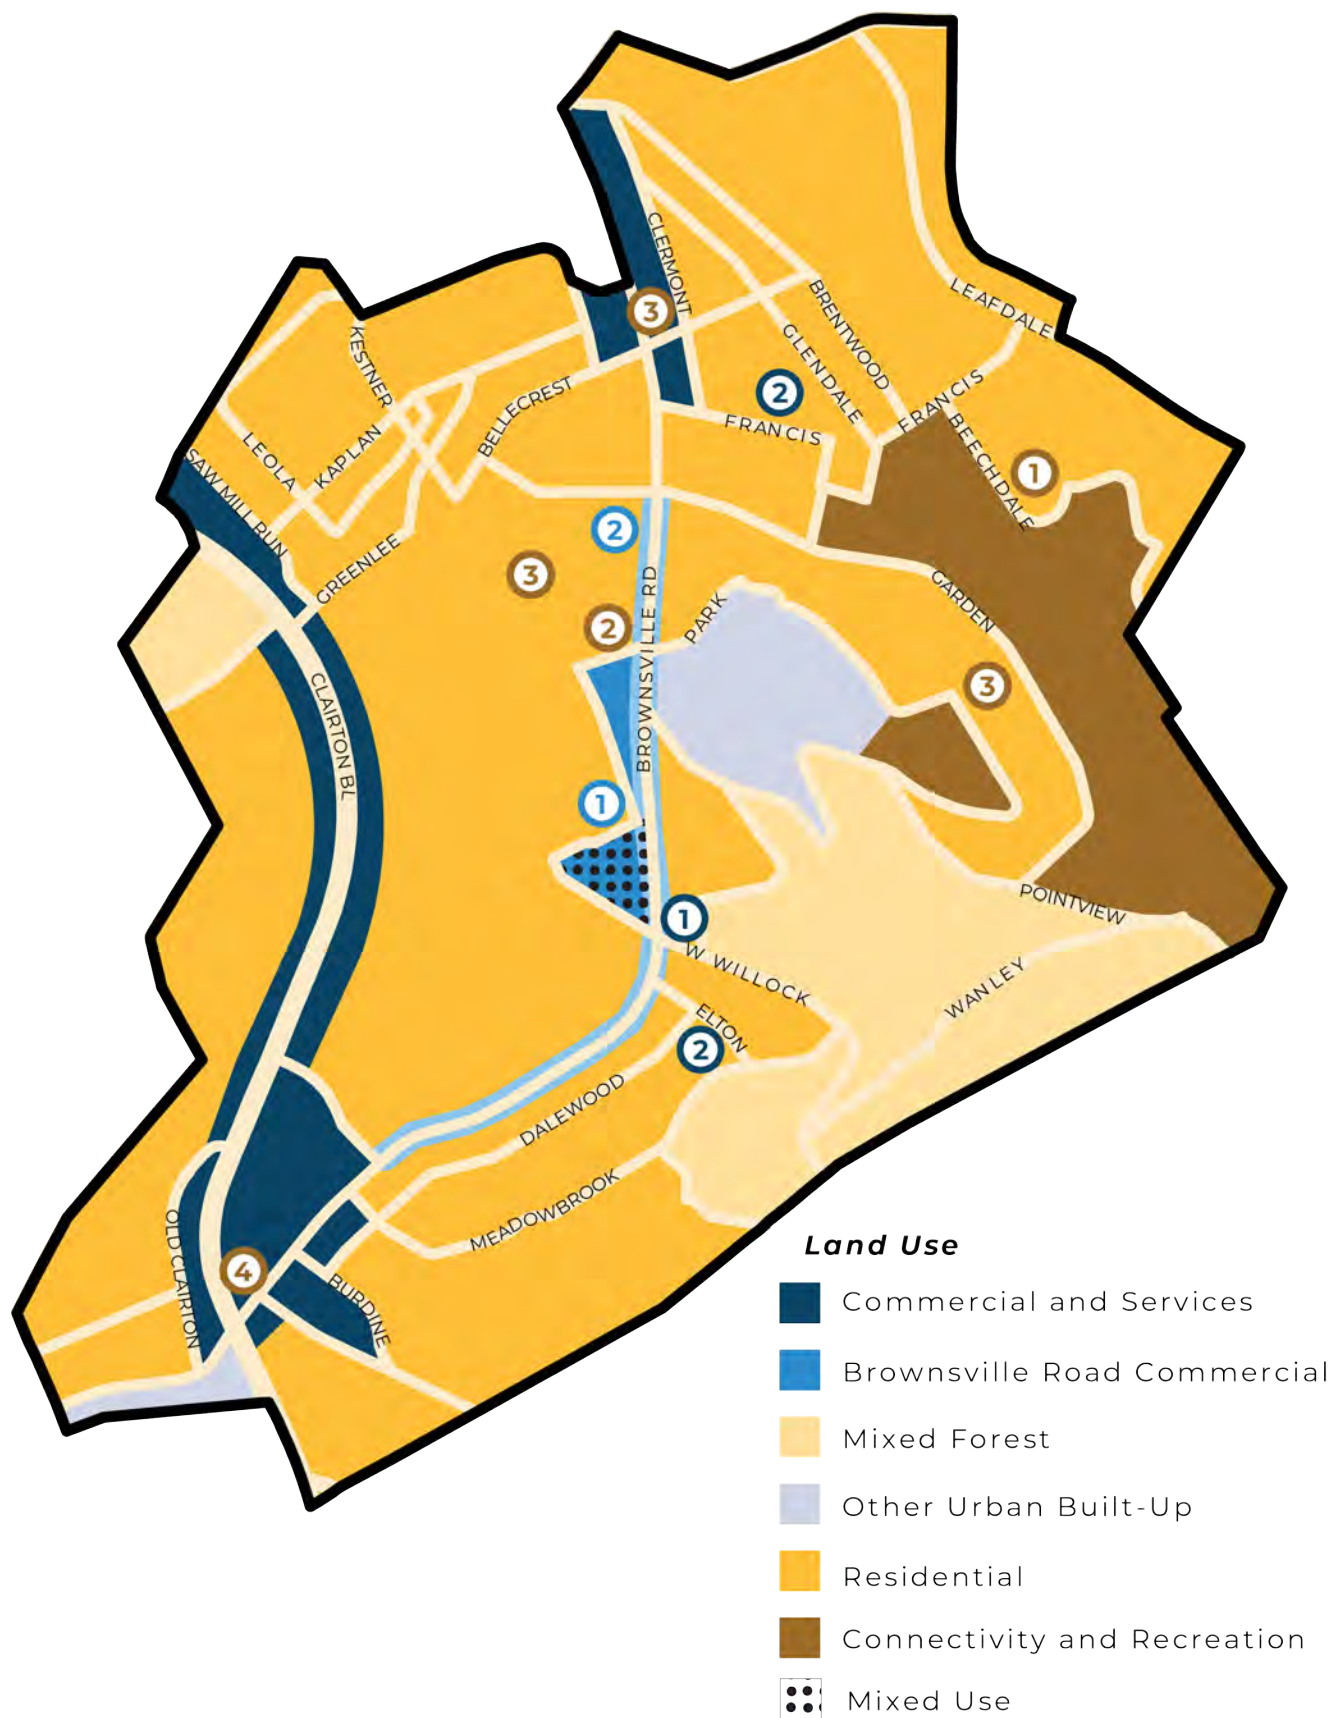 CLERMONT
3
BRENTWOOD
LEAFDALE
GLENDALE
KESTNER
2
BELLECREST
FRANCIS
FRANCIS
BEECHDALE
LEOLA
KAPLAN
SAW MILL RUN
1
2
GREENLEE
3
BROWNSVILLE RD
GARDEN
PARK
2
3
CLAIRTON BL
1
1
POINTVIEW
W WILLOCK
WANLEY
ELTON
2
DALEWOOD
MEADOWBROOK
OLD CLAIRTON
4
BURDINE
Land Use
Commercial and Services
Brownsville Road Commercial
Mixed Forest
Other Urban Built-Up
Residential
Connectivity and Recreation
Mixed Use